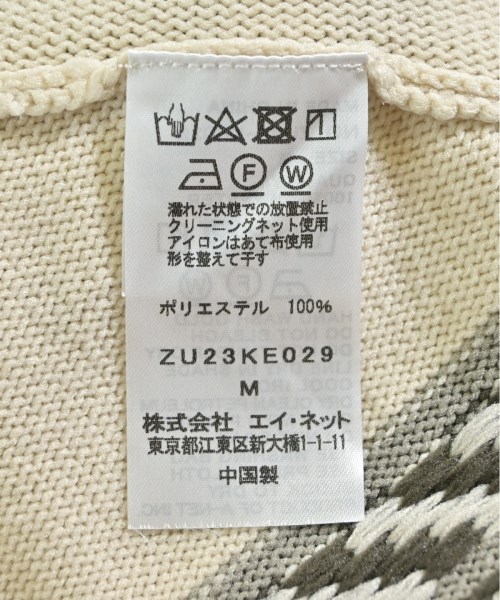 F W
濡れた状態での放置禁止
クリーニングネット使用
アイロンはあて布使用
形を整えて干す
ポリエステル 100%
ZU23KE029
M
株式会社 エイ・ネット
東京都江東区新大橋1-1-11
中国製